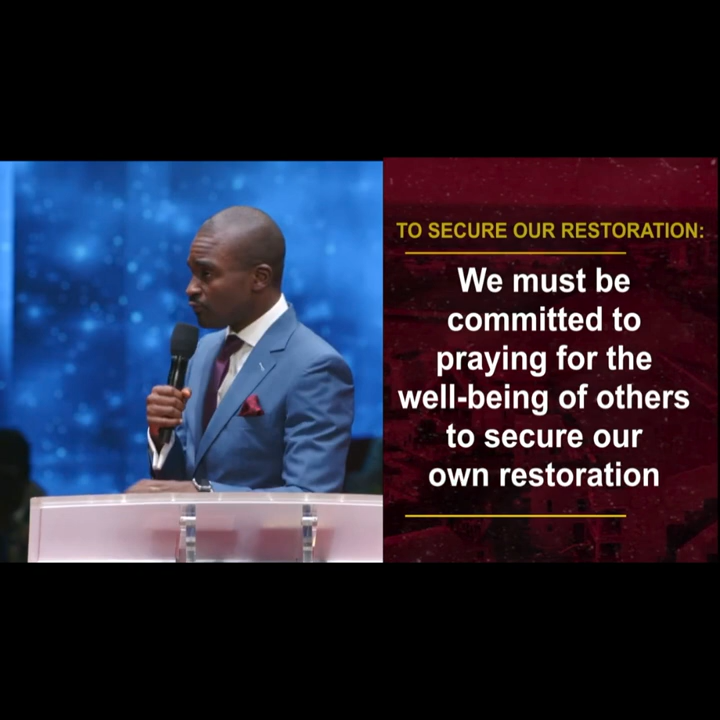 TO SECURE OUR RESTORATION:
We must be
committed to
praying for the
well-being of others
to secure our
own restoration